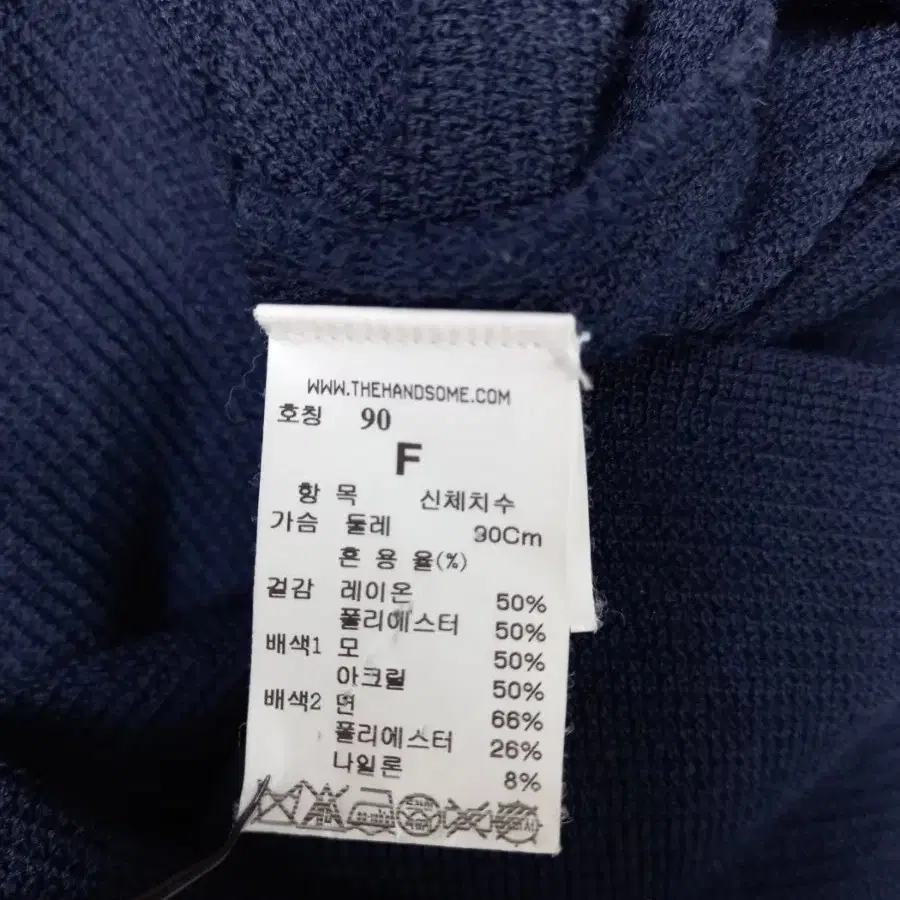 WWW.THEHANDSOME.COM
호칭 90
F
항 목 신체치수
가슴 둘레 90Cm
혼 용 율(%)
겉감 레이온 50%
폴리에스터 50%
배색1 모 50%
아크릴 50%
배색2 면 66%
폴리에스터 26%
나일론 8%